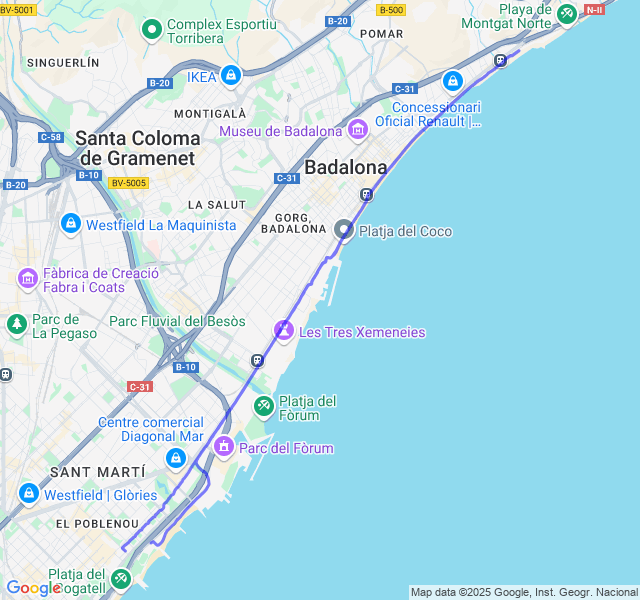 BV-5001
Complex Esportiu
Torribera
B-20
B-500
POMAR
Playa de
Montgat Norte
N-II
SINGUERLÍN
IKEA
B-20
C-31
Concessionari
Oficial Renault |...
MONTIGALÀ
Museu de Badalona
C-58
Santa Coloma
de Gramenet
Badalona
B-10
BV-5005
B-20
C-31
LA SALUT
GORG,
BADALONA
Platja del Coco
Westfield La Maquinista
Fàbrica de Creació
Fabra i Coats
Parc de
La Pegaso
Parc Fluvial del Besòs
Les Tres Xemeneies
B-10
C-31
Platja del
Fòrum
Centre comercial
Diagonal Mar
Parc del Fòrum
SANT MARTÍ
Westfield | Glòries
EL POBLENOU
Platja del
Bogatell
Google
Map data ©2025 Google, Inst. Geogr. Nacional